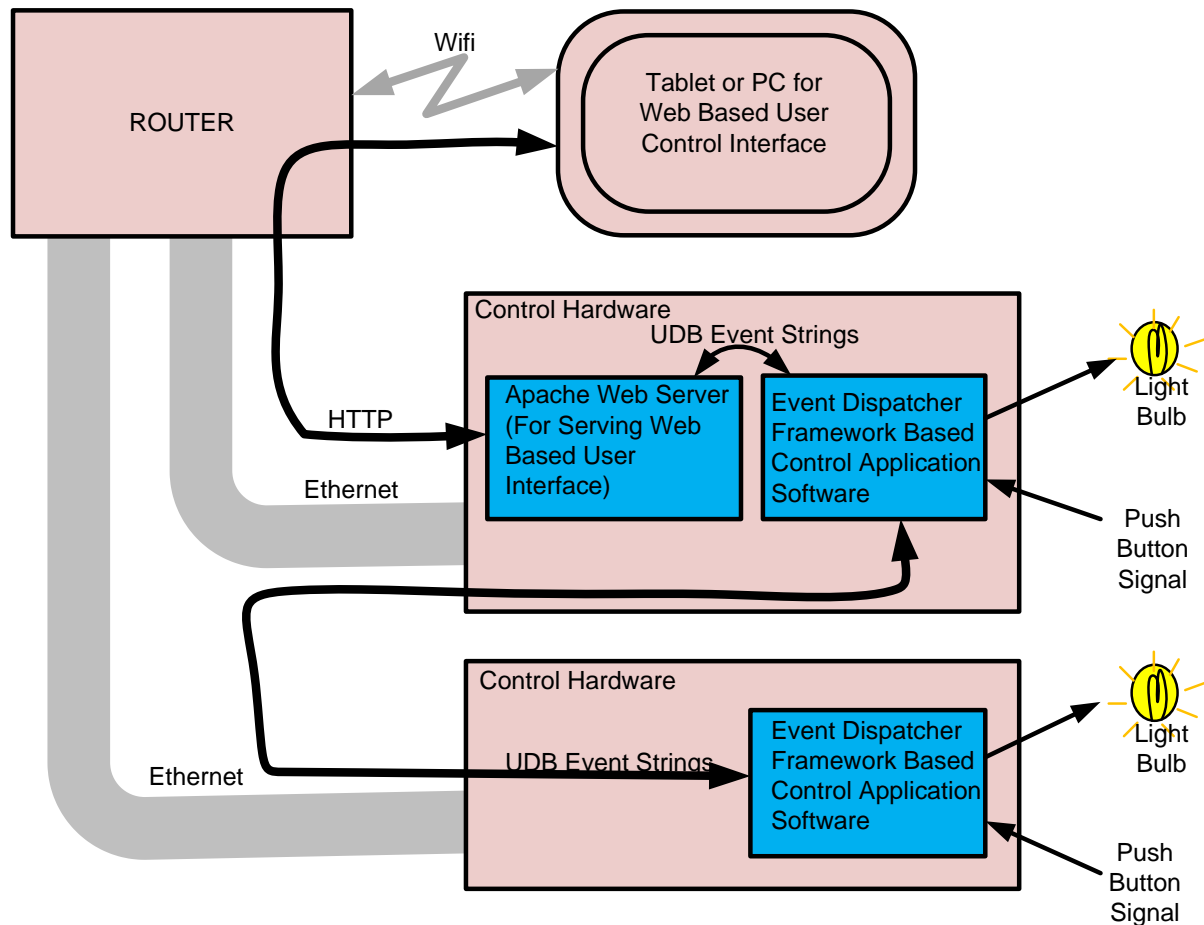 Wifi
ROUTER
Tablet or PC for
Web Based User
Control Interface
Control Hardware
UDB Event Strings
Apache Web Server
(For Serving Web
Based User
Interface)
Event Dispatcher
Framework Based
Control Application
Software
Light
Bulb
HTTP
Ethernet
Push
Button
Signal
Control Hardware
UDB Event Strings
Event Dispatcher
Framework Based
Control Application
Software
Light
Bulb
Ethernet
Push
Button
Signal